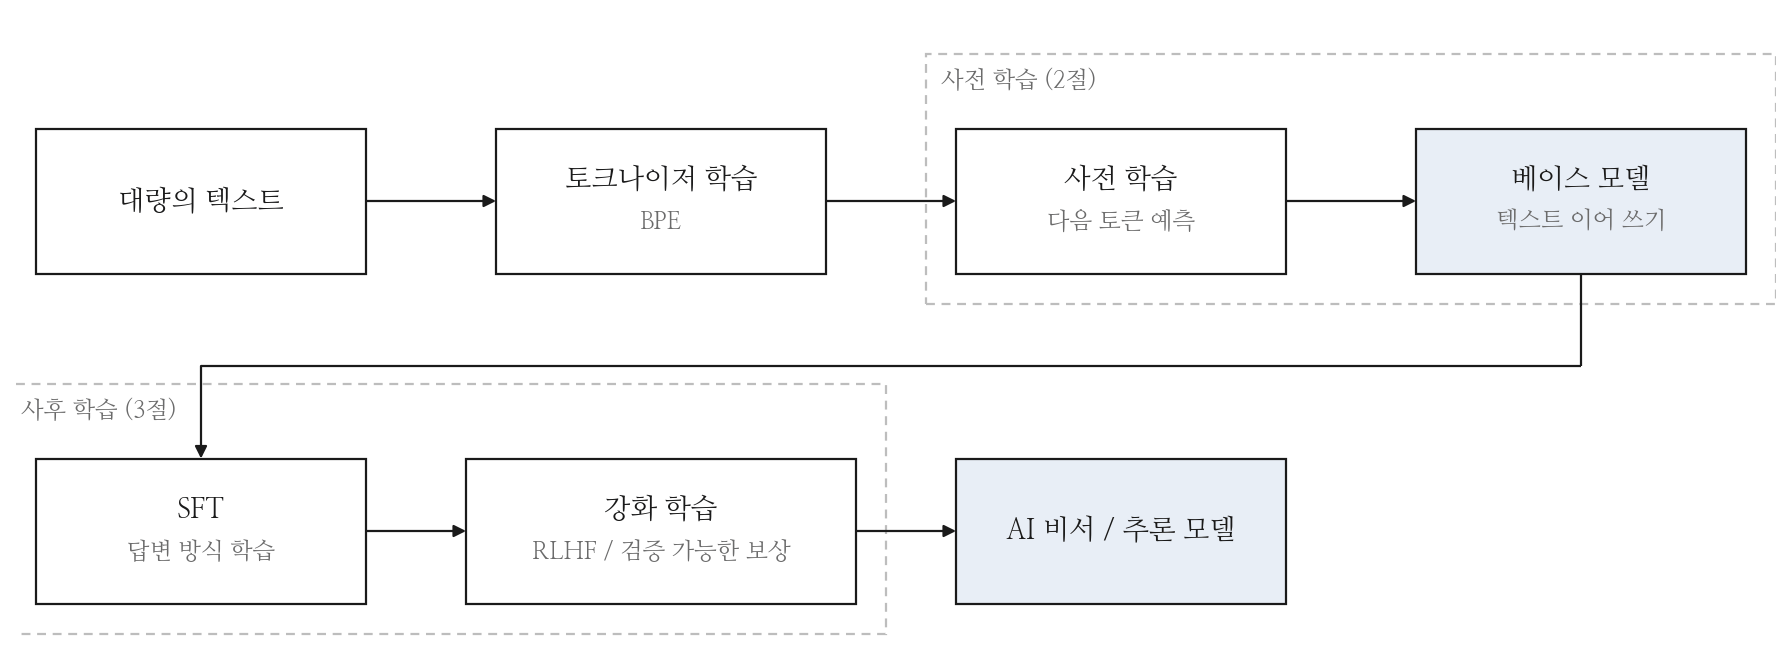 사전 학습 (2절)
대량의 텍스트
토크나이저 학습
BPE
사전 학습
다음 토큰 예측
베이스 모델
텍스트 이어 쓰기
사후 학습 (3절)
SFT
답변 방식 학습
강화 학습
RLHF / 검증 가능한 보상
AI 비서 / 추론 모델